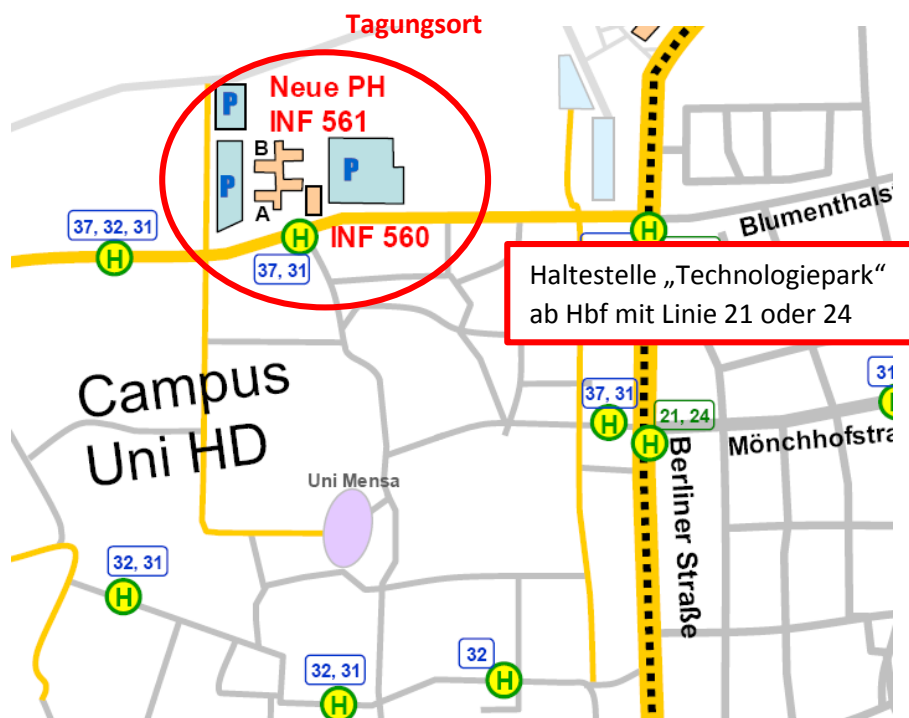 Tagungsort
Neue PH
INF 561
P
B
P
P
A
37, 32, 31
H
H
INF 560
37, 31
H
Blumenthals
Haltestelle „Technologiepark“
ab Hbf mit Linie 21 oder 24
Campus
Uni HD
37, 31
H
21, 24
H
31
H
Mönchhofstra
Berliner Straße
Uni Mensa
32, 31
H
32, 31
H
32
H